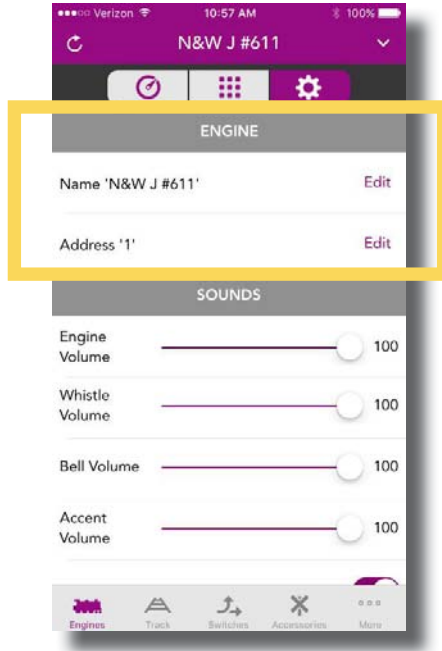 Verizon 10:57 AM 100%
N&W J #611
ENGINE
Name 'N&W J #611' Edit
Address '1' Edit
SOUNDS
Engine
Volume 100
Whistle
Volume 100
Bell Volume 100
Accent
Volume 100
Engines Track Switches Accessories More